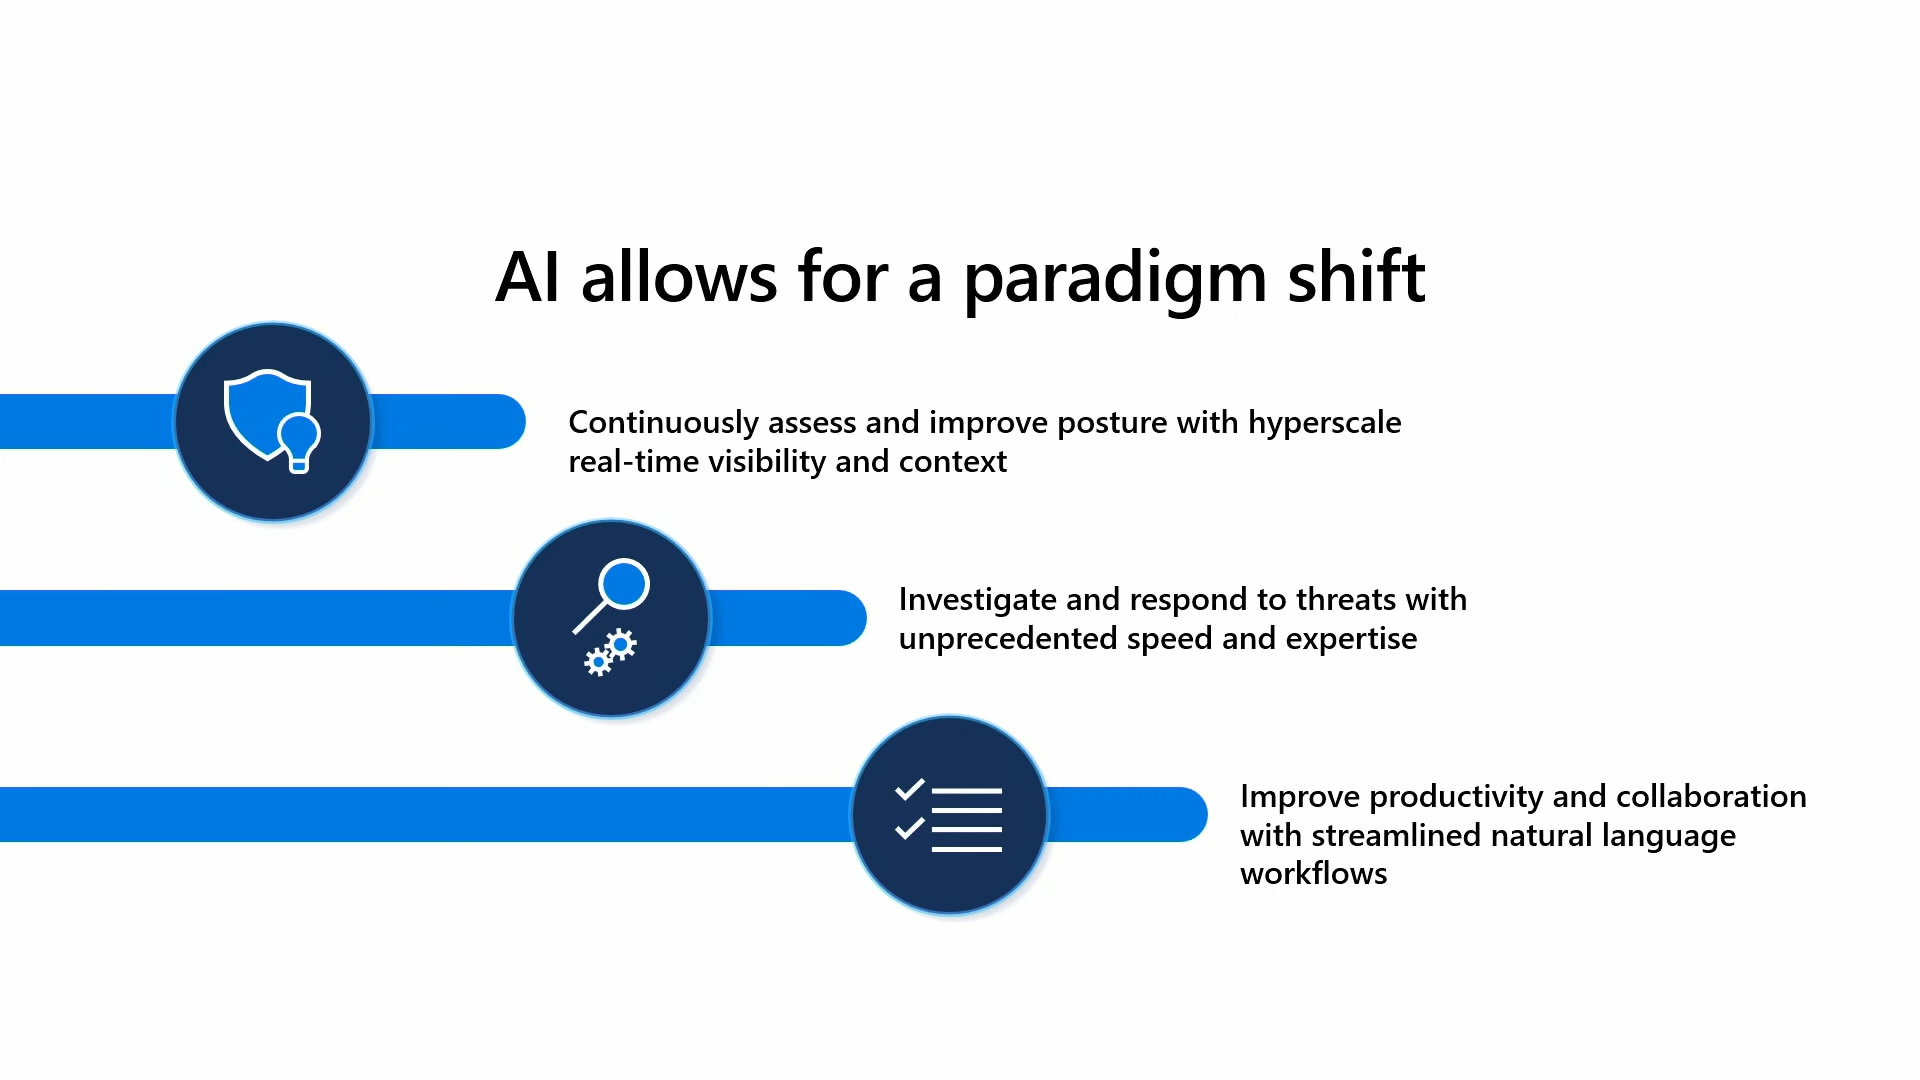 AI allows for a paradigm shift
Continuously assess and improve posture with hyperscale
real-time visibility and context
Investigate and respond to threats with
unprecedented speed and expertise
Improve productivity and collaboration
with streamlined natural language
workflows